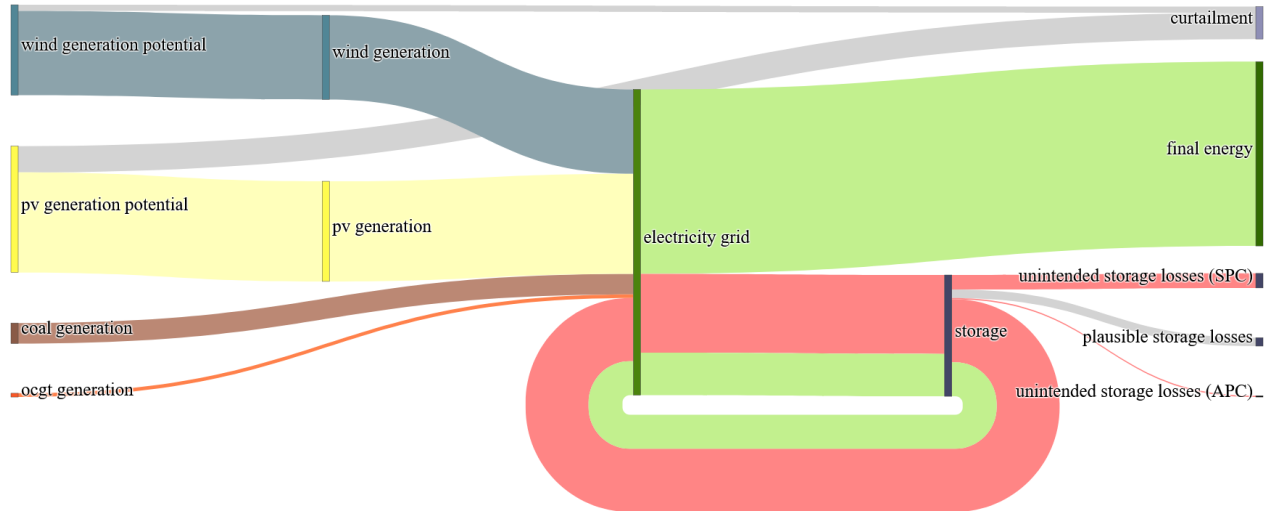 curtailment
wind generation potential
wind generation
final energy
pv generation potential
pv generation
electricity grid
unintended storage losses (SPC)
coal generation
storage
plausible storage losses
ocgt generation
unintended storage losses (APC)